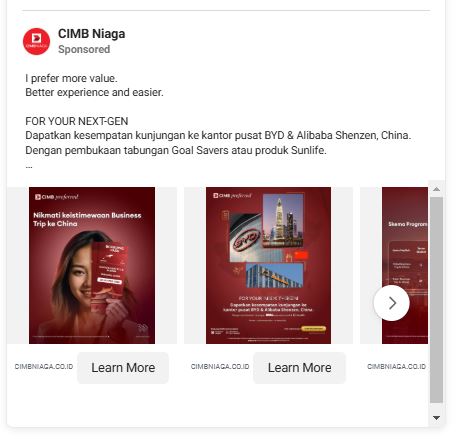 CIMB Niaga
Sponsored
I prefer more value.
Better experience and easier.
FOR YOUR NEXT-GEN
Dapatkan kesempatan kunjungan ke kantor pusat BYD & Alibaba Shenzen, China.
Dengan pembukaan tabungan Goal Savers atau produk Sunlife.
...
CIMB preferred
Nikmati keistimewaan Business
Trip ke China
BOARDING
PASS
CIMB preferred
BYD
FOR YOUR NEXT-GEN
Dapatkan kesempatan kunjungan
ke kantor pusat BYD & Alibaba Shenzen, China.
Skema Program
CIMBNIAGA.CO.ID
Learn More
CIMBNIAGA.CO.ID
Learn More
CIMBNIAGA.CO.ID